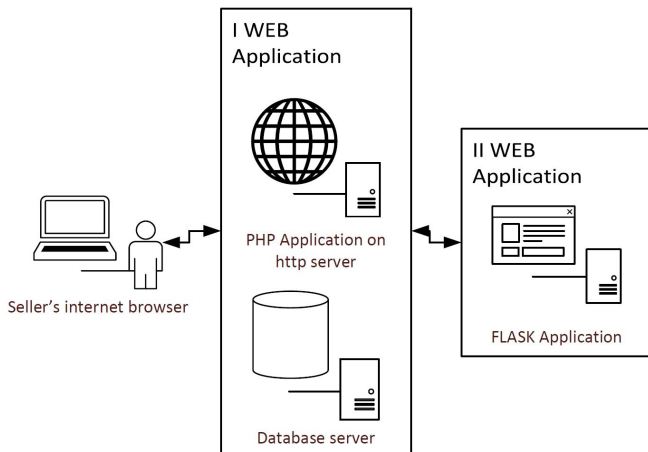 I WEB
Application
PHP Application on
http server
Database server
Seller's internet browser
II WEB
Application
FLASK Application